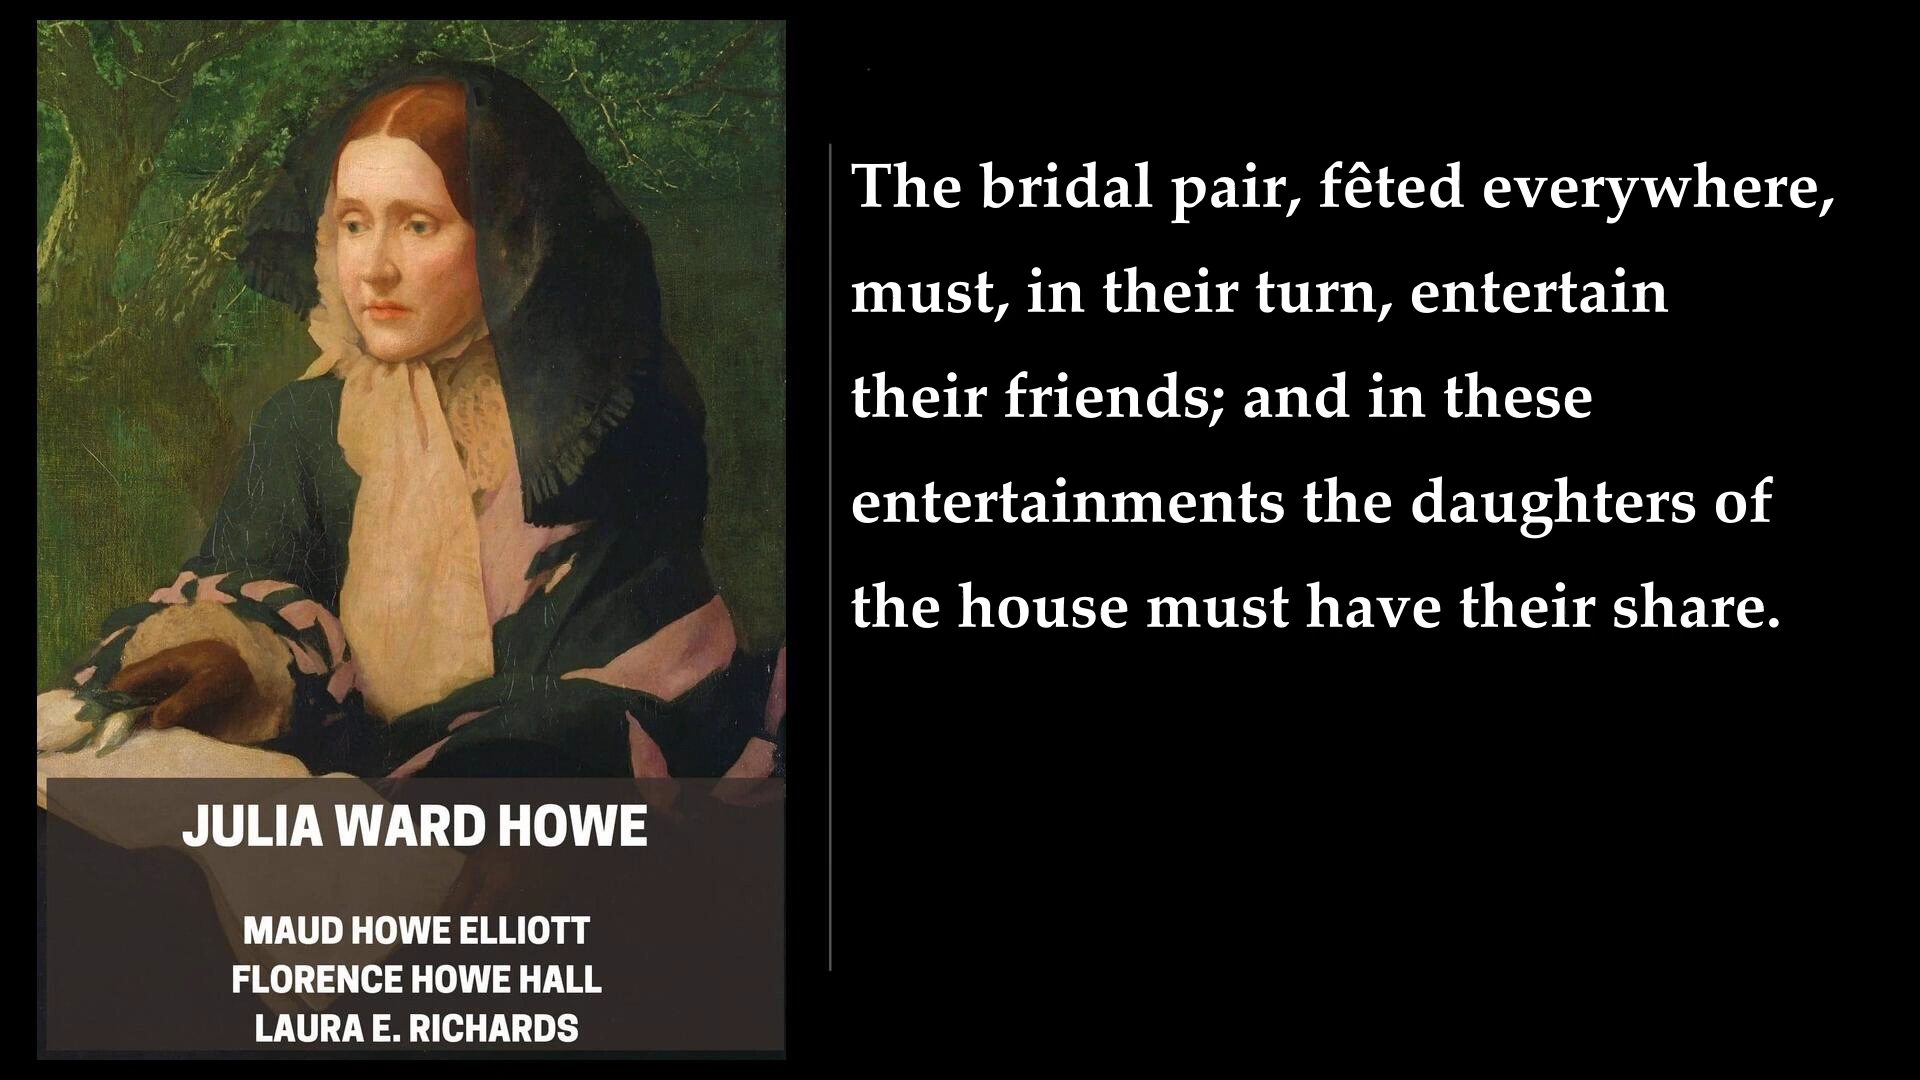 JULIA WARD HOWE
MAUD HOWE ELLIOTT
FLORENCE HOWE HALL
LAURA E. RICHARDS
The bridal pair, fêted everywhere,
must, in their turn, entertain
their friends; and in these
entertainments the daughters of
the house must have their share.